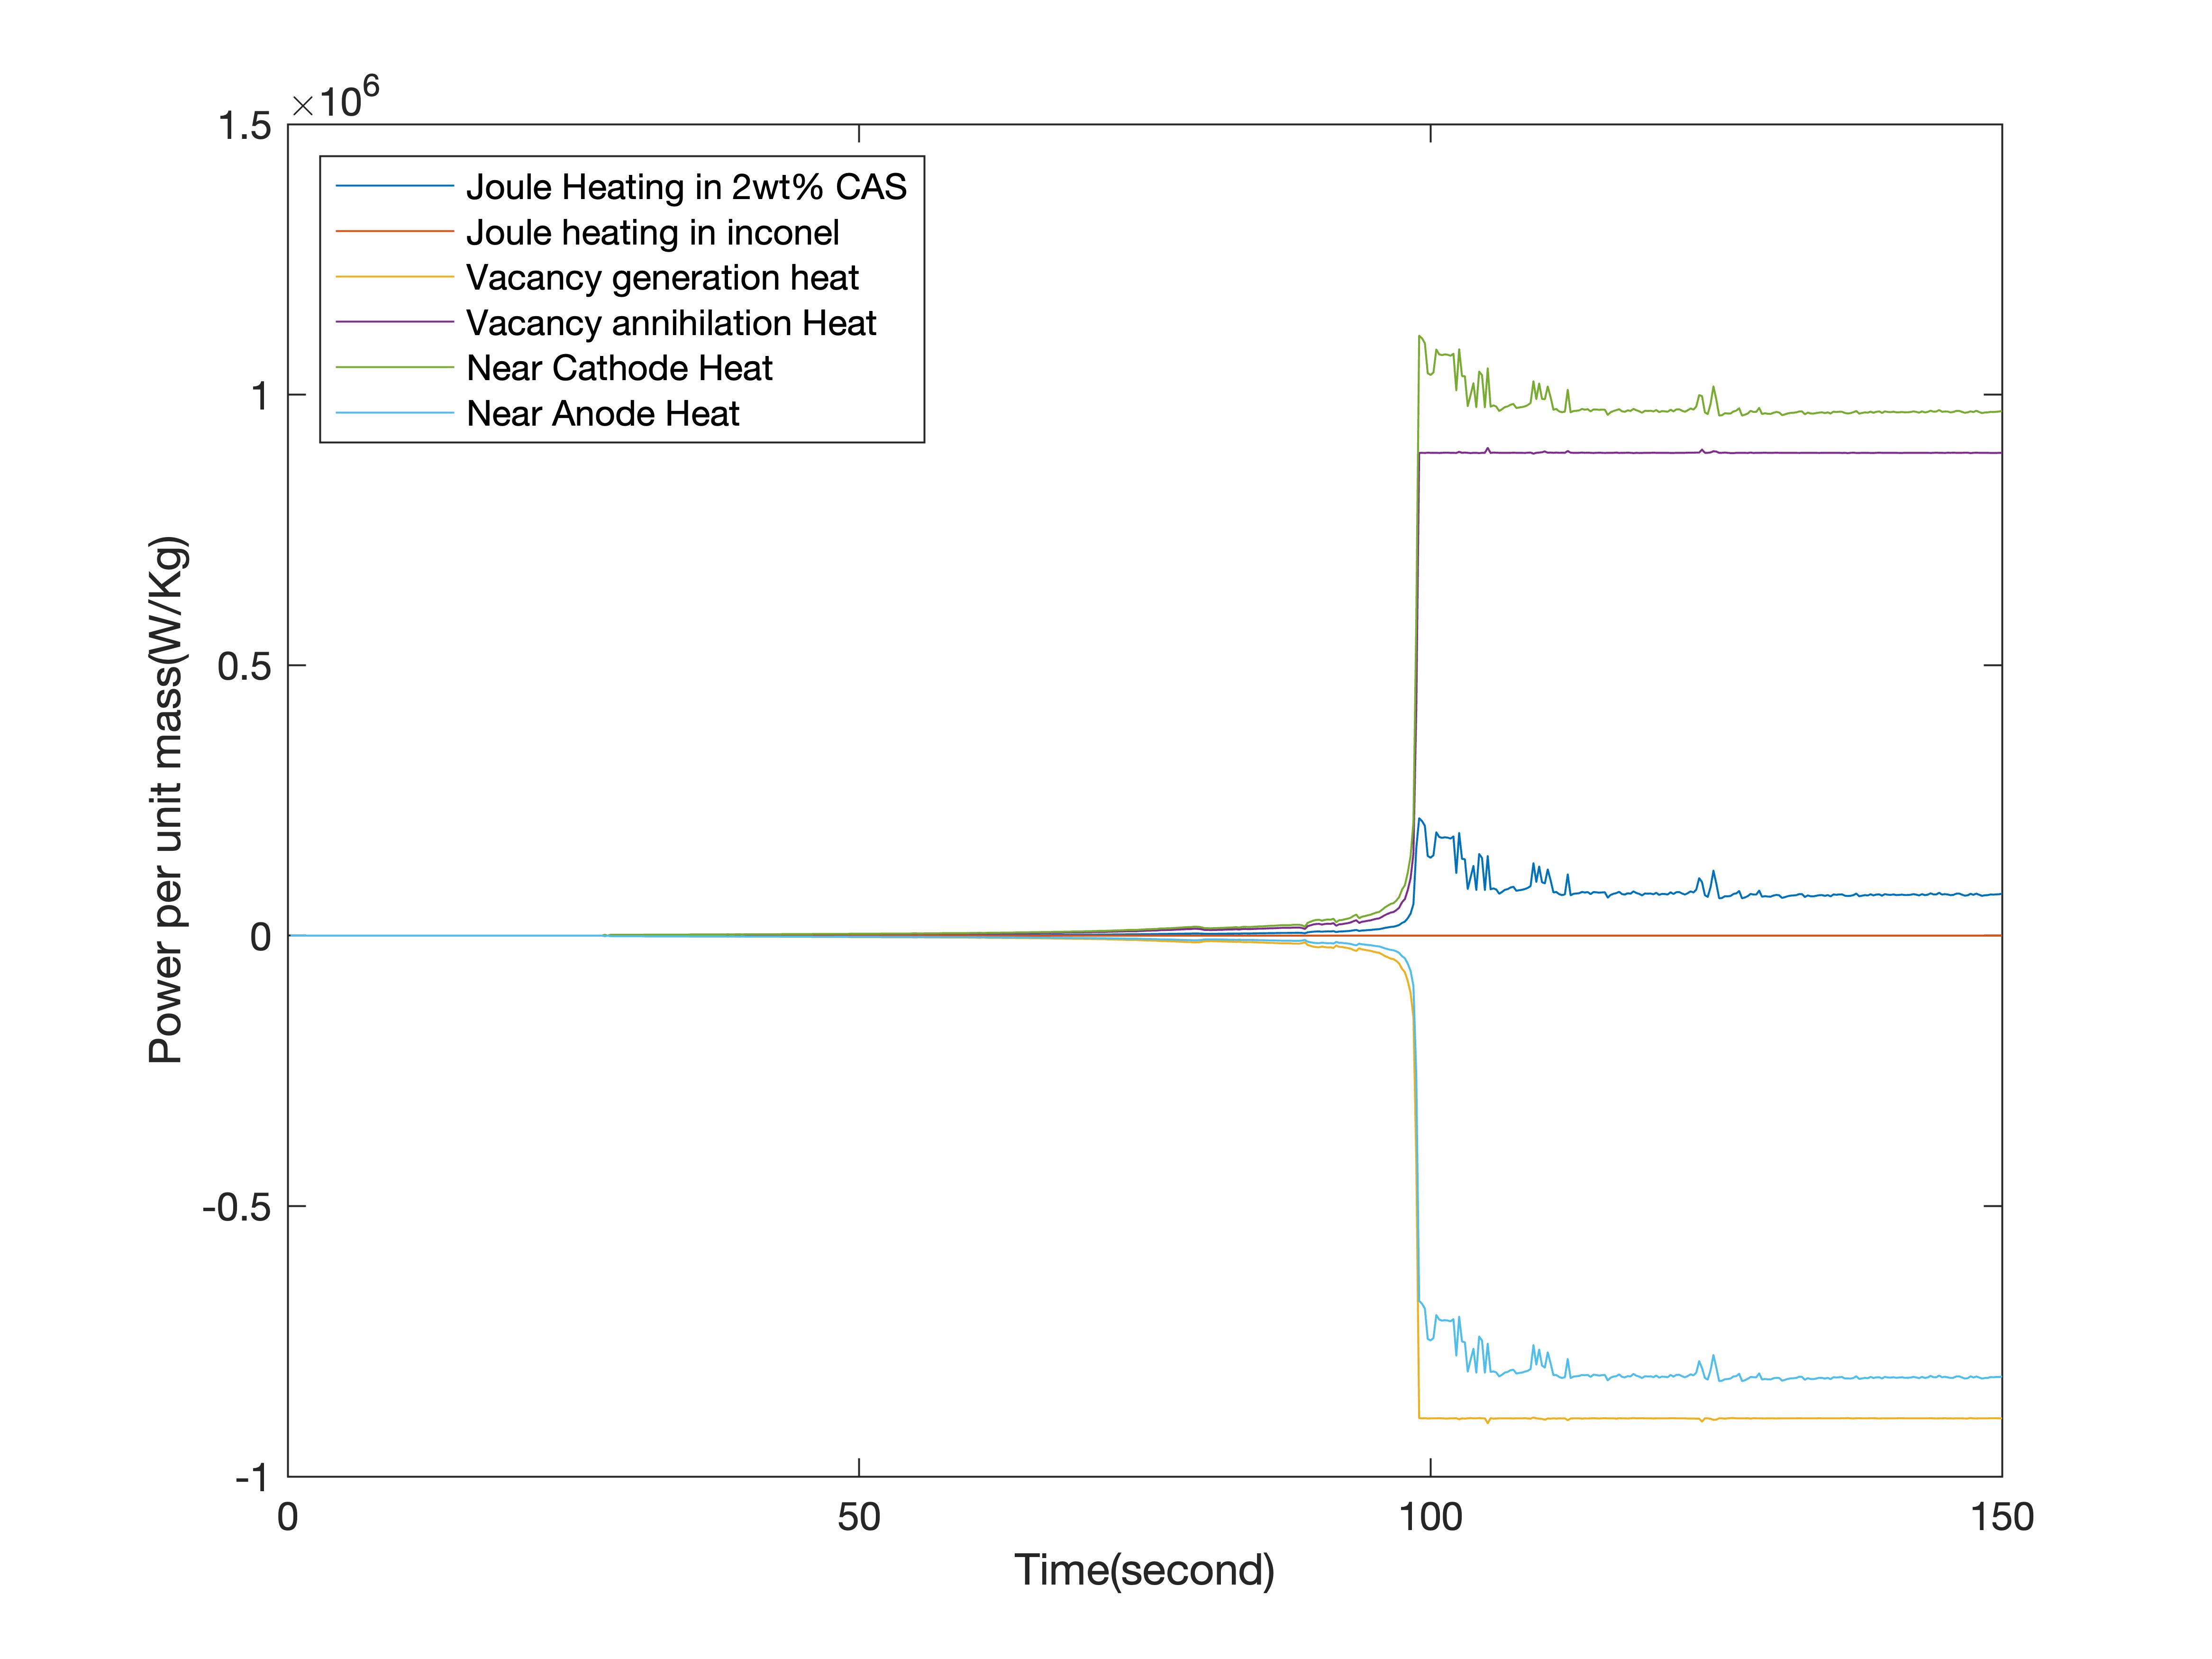 ×10^6
1.5
1
0.5
0
-0.5
-1
Power per unit mass(W/Kg)
Joule Heating in 2wt% CAS
Joule heating in inconel
Vacancy generation heat
Vacancy annihilation Heat
Near Cathode Heat
Near Anode Heat
0 50 100 150
Time(second)